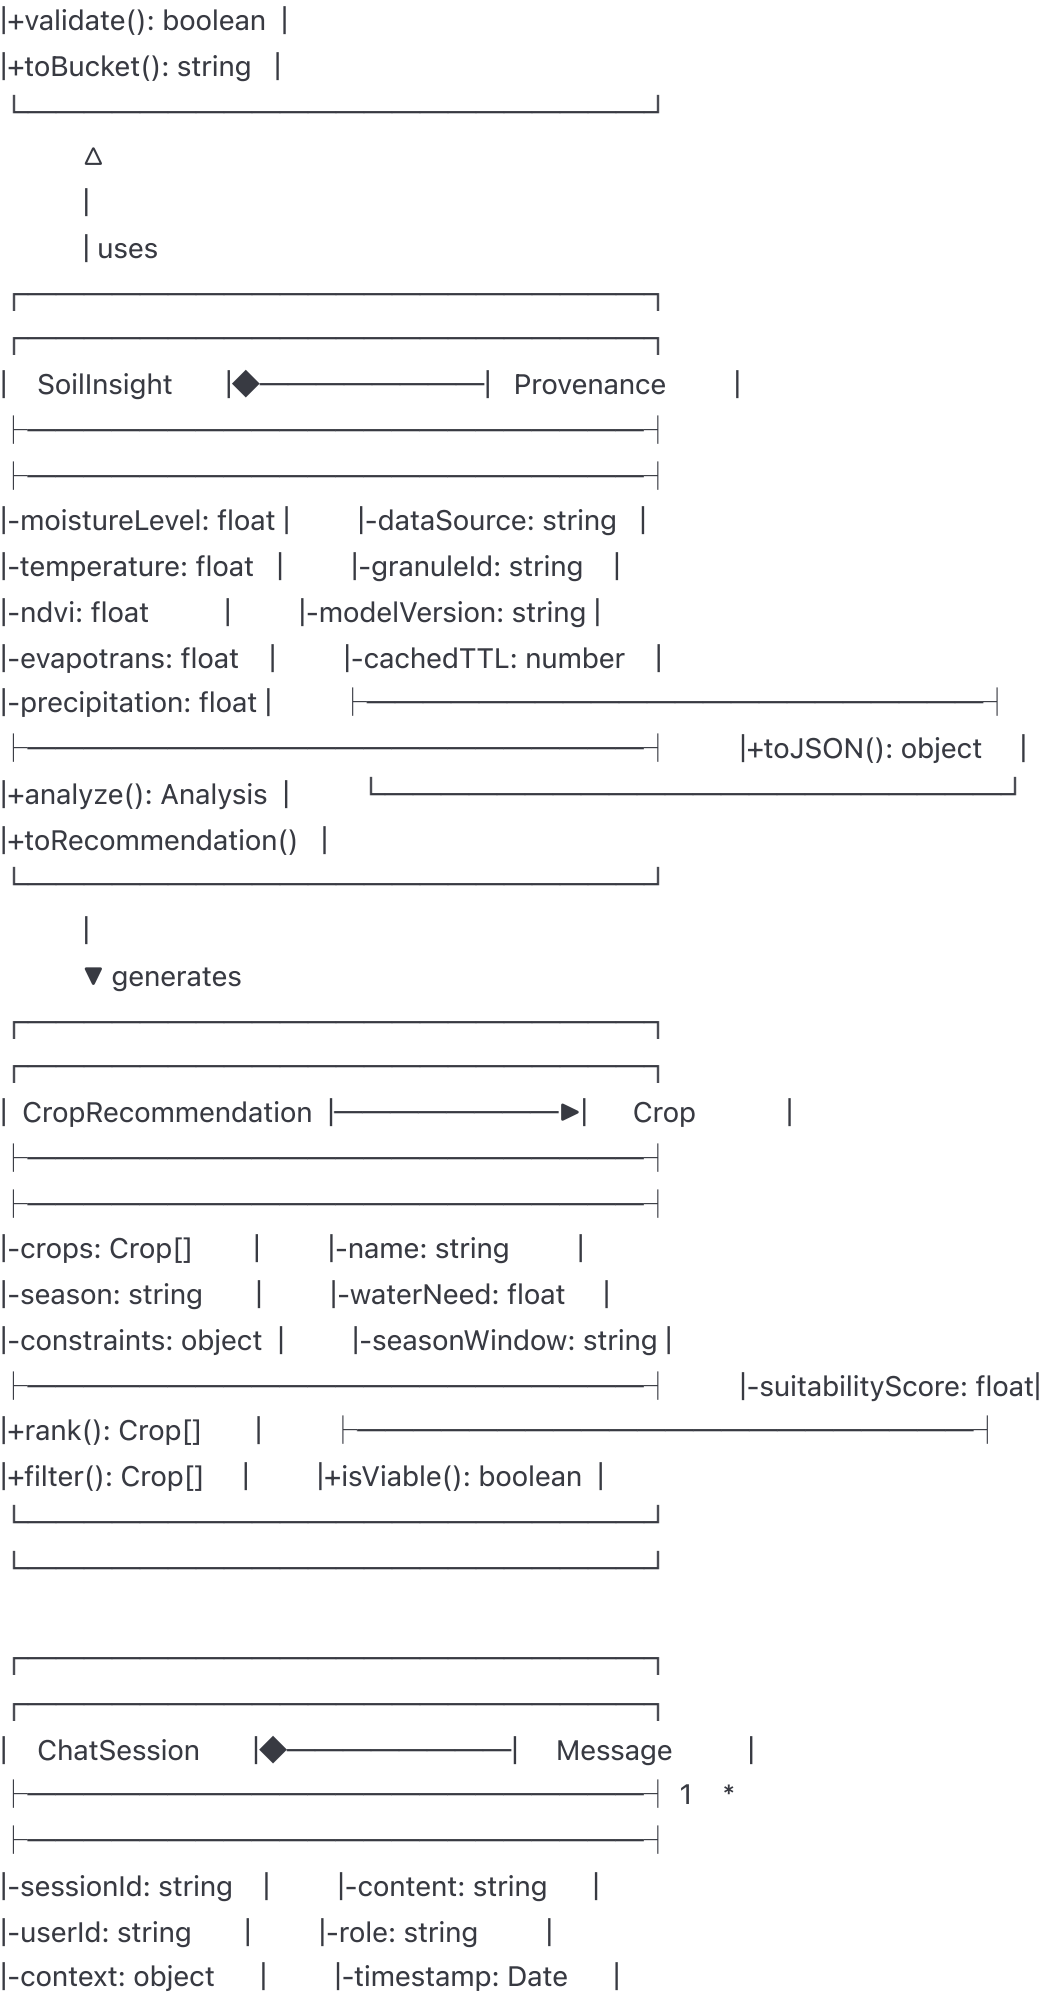 |+validate(): boolean |
|+toBucket(): string |
└───────────────────────┘
△
|
| uses
┌───────────────────────┐
┌───────────────────────┐
| SoilInsight |◆────────| Provenance |
├───────────────────────┤
├───────────────────────┤
|-moistureLevel: float | |-dataSource: string |
|-temperature: float | |-granuleId: string |
|-ndvi: float | |-modelVersion: string |
|-evapotrans: float | |-cachedTTL: number |
|-precipitation: float | ├───────────────────────┤
├───────────────────────┤ |+toJSON(): object |
|+analyze(): Analysis | └───────────────────────┘
|+toRecommendation() |
└───────────────────────┘
|
▼ generates
┌───────────────────────┐
┌───────────────────────┐
| CropRecommendation |────────▶| Crop |
├───────────────────────┤
├───────────────────────┤
|-crops: Crop[] | |-name: string |
|-season: string | |-waterNeed: float |
|-constraints: object | |-seasonWindow: string |
├───────────────────────┤ |-suitabilityScore: float|
|+rank(): Crop[] | ├───────────────────────┤
|+filter(): Crop[] | |+isViable(): boolean |
└───────────────────────┘
└───────────────────────┘
┌───────────────────────┐
┌───────────────────────┐
| ChatSession |◆────────| Message |
├───────────────────────┤ 1 *
├───────────────────────┤
|-sessionId: string | |-content: string |
|-userId: string | |-role: string |
|-context: object | |-timestamp: Date |